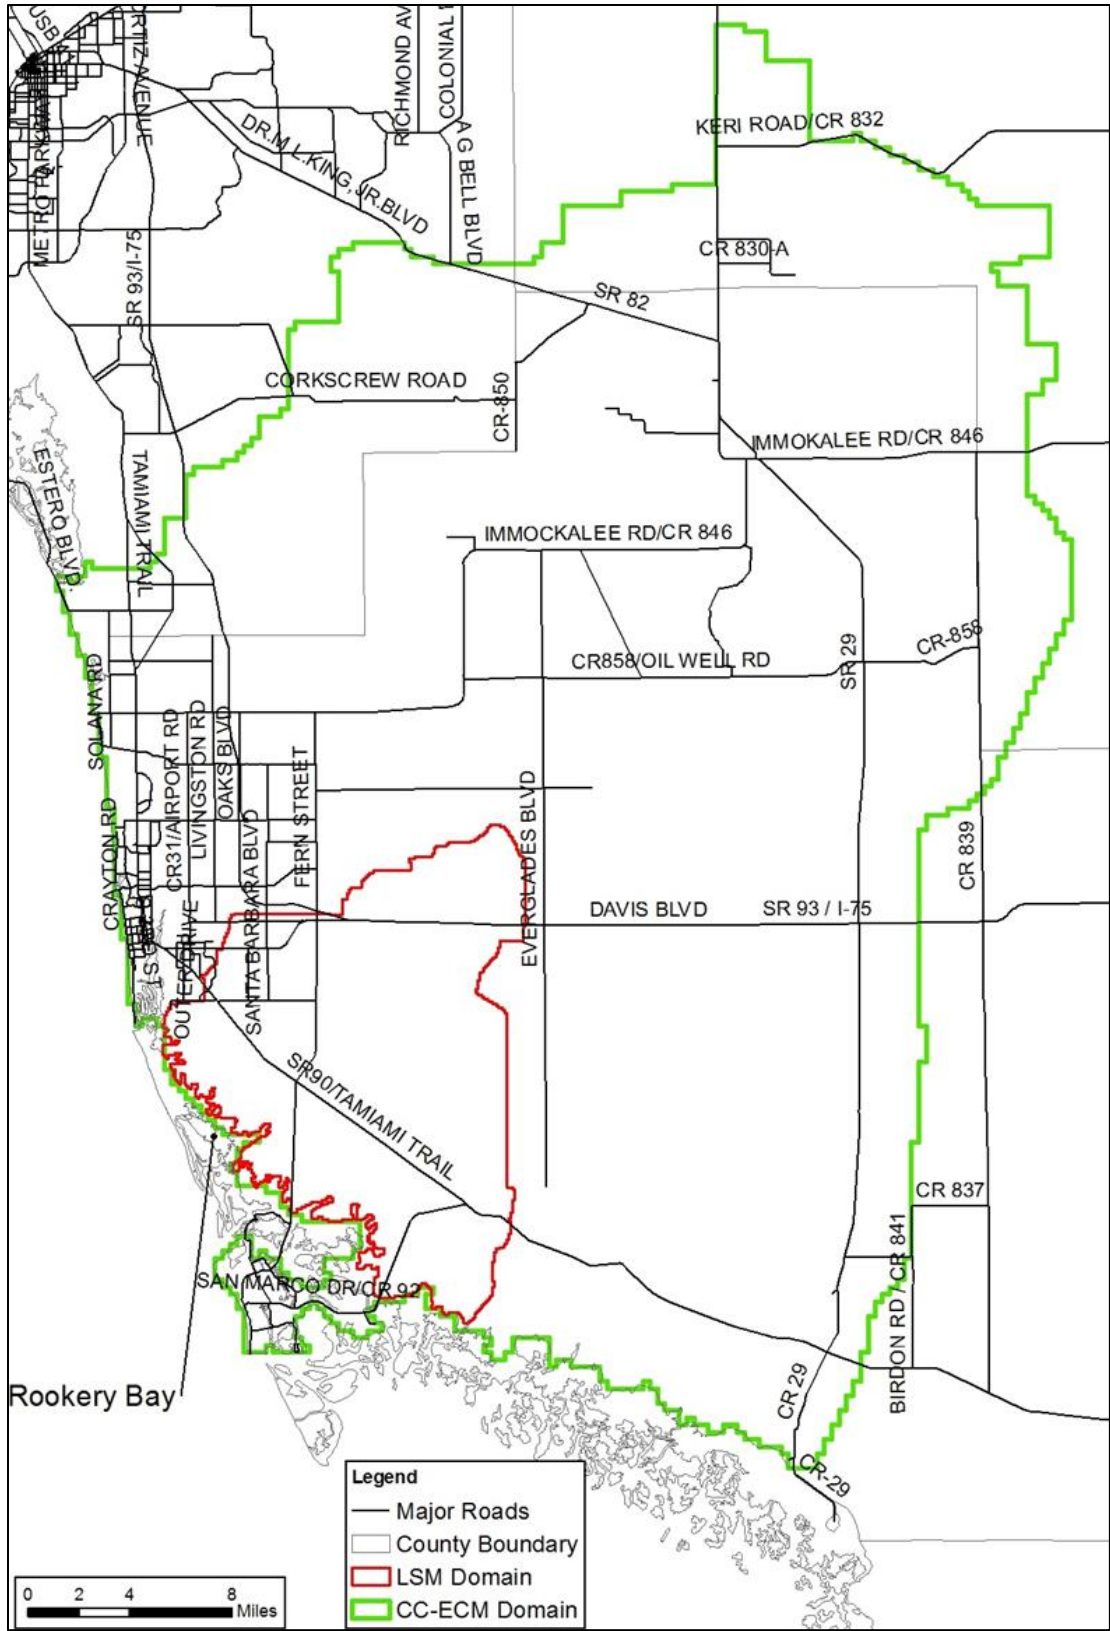 USB 41
ORTIZ AVENUE
RICHMOND AV
COLONIAL
METRO PARKWAY
DR.M.L.KING, JR.BLVD
A G BELL BLVD
KERI ROAD/CR 832
SR 93/I-75
CR 830-A
SR 82
CORKSCREW ROAD
CR-850
IMMOKALEE RD/CR 846
ESTERO BLVD
TAMIAMI TRAIL
IMMOCKALEE RD/CR 846
SR 29
CR-858
CR858/OIL WELL RD
SOLANA RD
CR31/AIRPORT RD
LIVINGSTON RD
OAKS BLVD
FERN STREET
EVERGLADES BLVD
CRAYTON RD
SANTA BARBARA BLVD
CR 839
DAVIS BLVD
SR 93 / I-75
OUTER DRIVE
SR90/TAMIAMI TRAIL
CR 837
BIRDON RD / CR 841
SAN MARCO DR/CR 92
Rookery Bay
CR 29
CR-29
Legend
Major Roads
County Boundary
LSM Domain
CC-ECM Domain
0 2 4 8
Miles